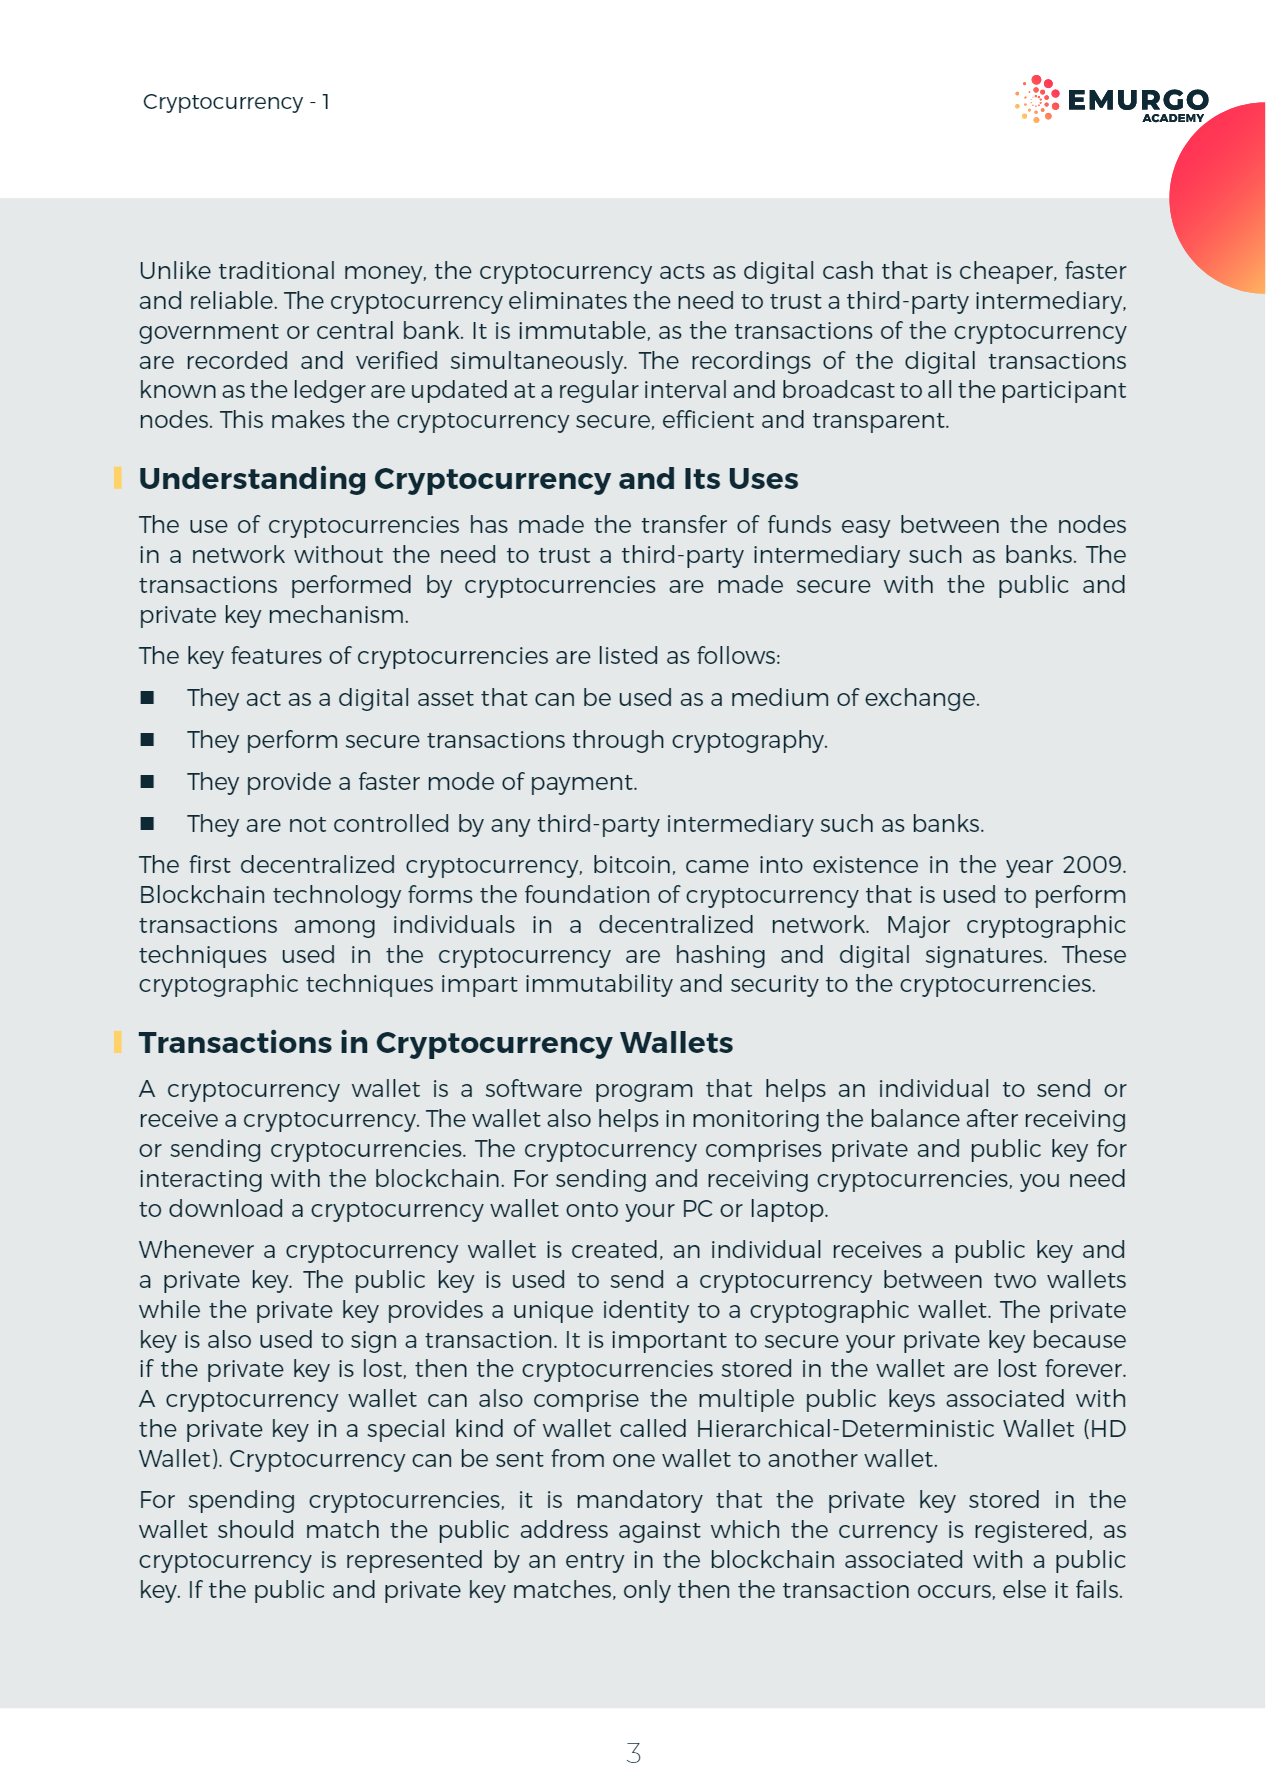 Cryptocurrency - 1
EMURGO
ACADEMY
Unlike traditional money, the cryptocurrency acts as digital cash that is cheaper, faster
and reliable. The cryptocurrency eliminates the need to trust a third-party intermediary,
government or central bank. It is immutable, as the transactions of the cryptocurrency
are recorded and verified simultaneously. The recordings of the digital transactions
known as the ledger are updated at a regular interval and broadcast to all the participant
nodes. This makes the cryptocurrency secure, efficient and transparent.
Understanding Cryptocurrency and Its Uses
The use of cryptocurrencies has made the transfer of funds easy between the nodes
in a network without the need to trust a third-party intermediary such as banks. The
transactions performed by cryptocurrencies are made secure with the public and
private key mechanism.
The key features of cryptocurrencies are listed as follows:
■ They act as a digital asset that can be used as a medium of exchange.
■ They perform secure transactions through cryptography.
■ They provide a faster mode of payment.
■ They are not controlled by any third-party intermediary such as banks.
The first decentralized cryptocurrency, bitcoin, came into existence in the year 2009.
Blockchain technology forms the foundation of cryptocurrency that is used to perform
transactions among individuals in a decentralized network. Major cryptographic
techniques used in the cryptocurrency are hashing and digital signatures. These
cryptographic techniques impart immutability and security to the cryptocurrencies.
Transactions in Cryptocurrency Wallets
A cryptocurrency wallet is a software program that helps an individual to send or
receive a cryptocurrency. The wallet also helps in monitoring the balance after receiving
or sending cryptocurrencies. The cryptocurrency comprises private and public key for
interacting with the blockchain. For sending and receiving cryptocurrencies, you need
to download a cryptocurrency wallet onto your PC or laptop.
Whenever a cryptocurrency wallet is created, an individual receives a public key and
a private key. The public key is used to send a cryptocurrency between two wallets
while the private key provides a unique identity to a cryptographic wallet. The private
key is also used to sign a transaction. It is important to secure your private key because
if the private key is lost, then the cryptocurrencies stored in the wallet are lost forever.
A cryptocurrency wallet can also comprise the multiple public keys associated with
the private key in a special kind of wallet called Hierarchical-Deterministic Wallet (HD
Wallet). Cryptocurrency can be sent from one wallet to another wallet.
For spending cryptocurrencies, it is mandatory that the private key stored in the
wallet should match the public address against which the currency is registered, as
cryptocurrency is represented by an entry in the blockchain associated with a public
key. If the public and private key matches, only then the transaction occurs, else it fails.
3